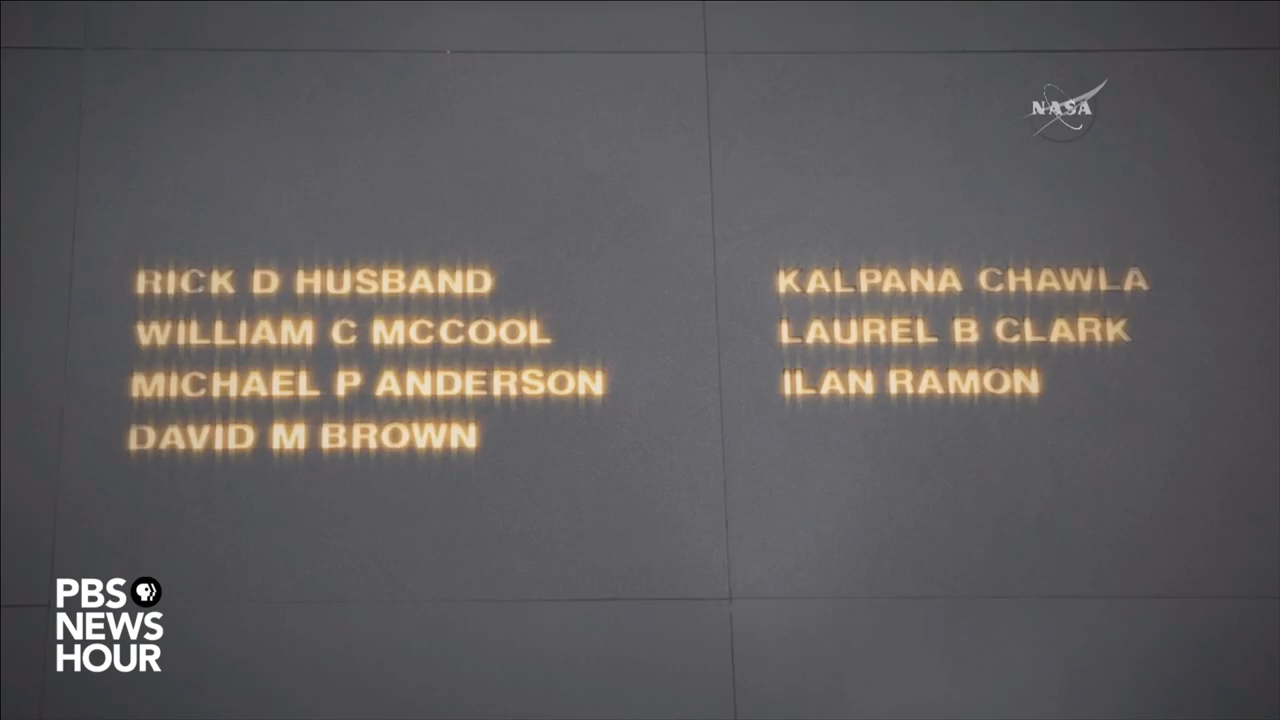 NASA
RICK D HUSBAND
WILLIAM C MCCOOL
MICHAEL P ANDERSON
DAVID M BROWN
KALPANA CHAWLA
LAUREL B CLARK
ILAN RAMON
PBS
NEWS
HOUR